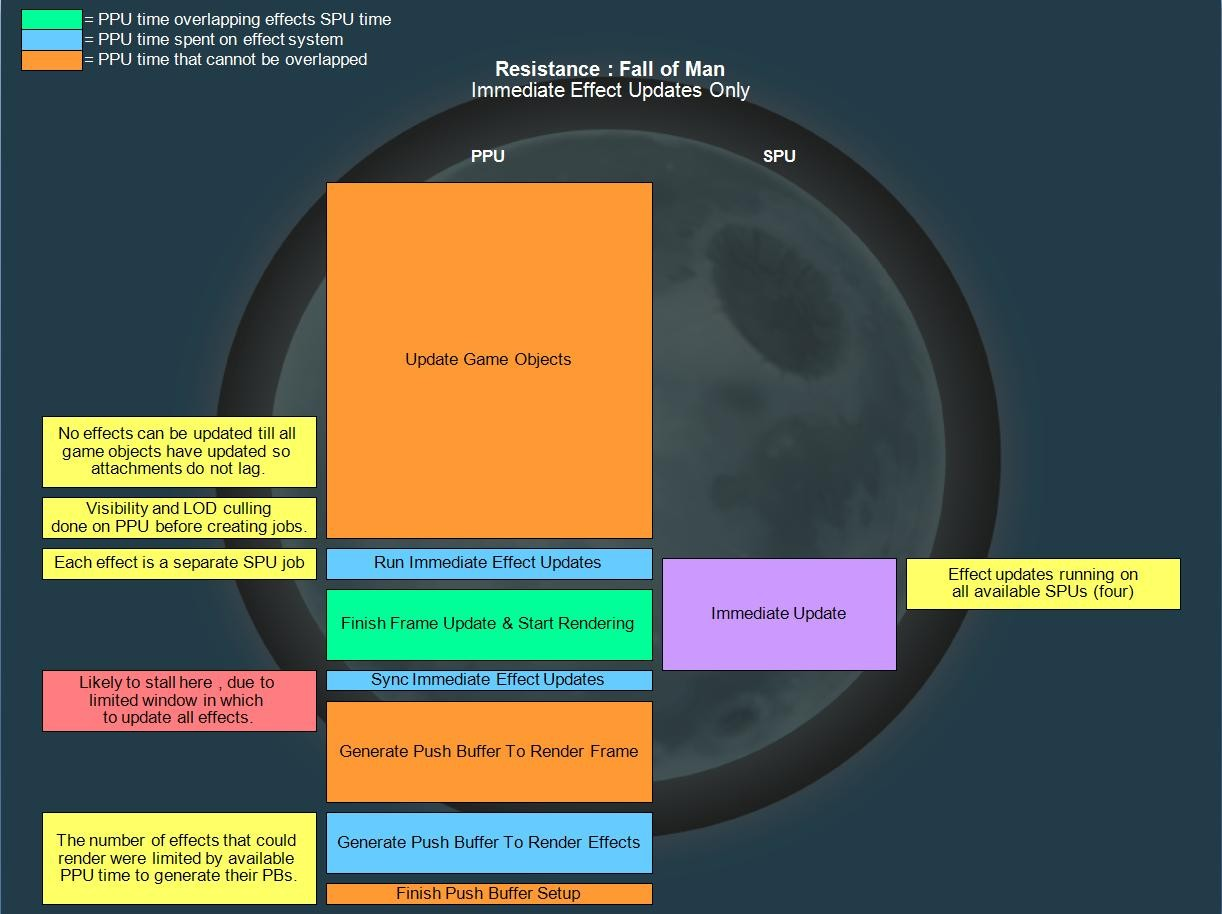 = PPU time overlapping effects SPU time
= PPU time spent on effect system
= PPU time that cannot be overlapped
Resistance : Fall of Man
Immediate Effect Updates Only
PPU
SPU
Update Game Objects
No effects can be updated till all
game objects have updated so
attachments do not lag.
Visibility and LOD culling
done on PPU before creating jobs.
Each effect is a separate SPU job
Run Immediate Effect Updates
Effect updates running on
all available SPUs (four)
Immediate Update
Finish Frame Update & Start Rendering
Sync Immediate Effect Updates
Likely to stall here , due to
limited window in which
to update all effects.
Generate Push Buffer To Render Frame
The number of effects that could
render were limited by available
PPU time to generate their PBs.
Generate Push Buffer To Render Effects
Finish Push Buffer Setup